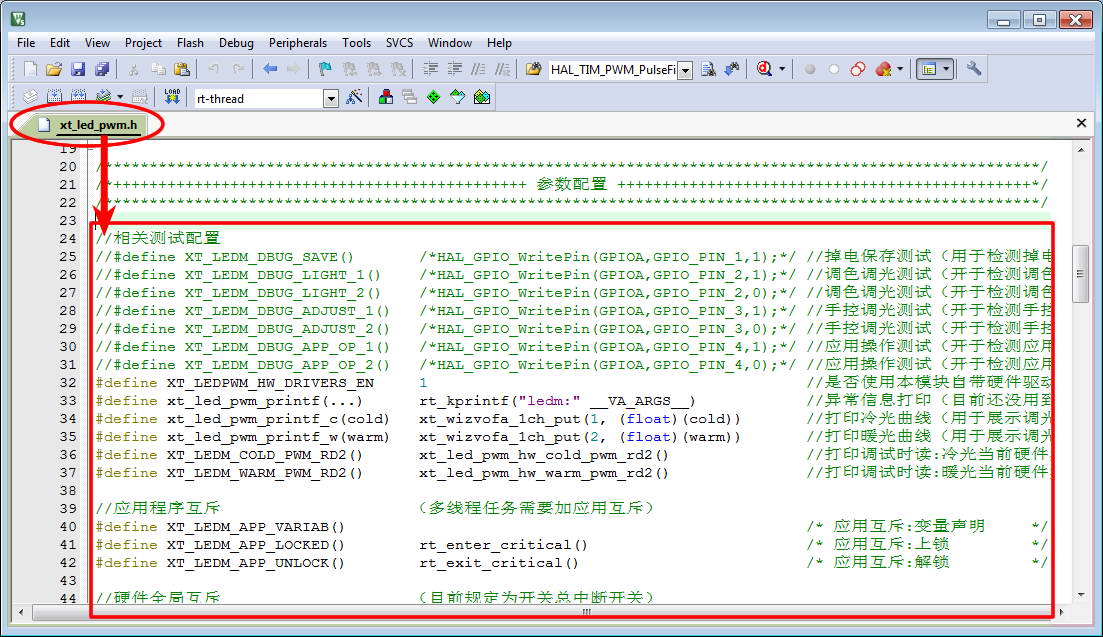 File Edit View Project Flash Debug Peripherals Tools SVCS Window Help
HAL_TIM_PWM_PulseFi
LOAD rt-thread
xt_led_pwm.h
19
20 /*******************************************************************************************************/
21 /*++++++++++++++++++++++++++++++++++++++++++++++ 参数配置 ++++++++++++++++++++++++++++++++++++++++++++++*/
22 /*******************************************************************************************************/
23
24 //相关测试配置
25 //#define XT_LEDM_DBUG_SAVE() /*HAL_GPIO_WritePin(GPIOA,GPIO_PIN_1,1);*/ //掉电保存测试（用于检测掉电
26 //#define XT_LEDM_DBUG_LIGHT_1() /*HAL_GPIO_WritePin(GPIOA,GPIO_PIN_2,1);*/ //调色调光测试（开于检测调色
27 //#define XT_LEDM_DBUG_LIGHT_2() /*HAL_GPIO_WritePin(GPIOA,GPIO_PIN_2,0);*/ //调色调光测试（开于检测调色
28 //#define XT_LEDM_DBUG_ADJUST_1() /*HAL_GPIO_WritePin(GPIOA,GPIO_PIN_3,1);*/ //手控调光测试（开于检测手控
29 //#define XT_LEDM_DBUG_ADJUST_2() /*HAL_GPIO_WritePin(GPIOA,GPIO_PIN_3,0);*/ //手控调光测试（开于检测手控
30 //#define XT_LEDM_DBUG_APP_OP_1() /*HAL_GPIO_WritePin(GPIOA,GPIO_PIN_4,1);*/ //应用操作测试（开于检测应用
31 //#define XT_LEDM_DBUG_APP_OP_2() /*HAL_GPIO_WritePin(GPIOA,GPIO_PIN_4,0);*/ //应用操作测试（开于检测应用
32 #define XT_LEDPWM_HW_DRIVERS_EN 1 //是否使用本模块自带硬件驱动
33 #define xt_led_pwm_printf(...) rt_kprintf("ledm:" __VA_ARGS__) //异常信息打印（目前还没用到
34 #define xt_led_pwm_printf_c(cold) xt_wizvofa_1ch_put(1, (float)(cold)) //打印冷光曲线（用于展示调光
35 #define xt_led_pwm_printf_w(warm) xt_wizvofa_1ch_put(2, (float)(warm)) //打印暖光曲线（用于展示调光
36 #define XT_LEDM_COLD_PWM_RD2() xt_led_pwm_hw_cold_pwm_rd2() //打印调试时读:冷光当前硬件
37 #define XT_LEDM_WARM_PWM_RD2() xt_led_pwm_hw_warm_pwm_rd2() //打印调试时读:暖光当前硬件
38
39 //应用程序互斥 （多线程任务需要加应用互斥）
40 #define XT_LEDM_APP_VARIAB() /* 应用互斥:变量声明 */
41 #define XT_LEDM_APP_LOCKED() rt_enter_critical() /* 应用互斥:上锁 */
42 #define XT_LEDM_APP_UNLOCK() rt_exit_critical() /* 应用互斥:解锁 */
43
44 //硬件全局互斥 （目前规定为开关总中断开关）